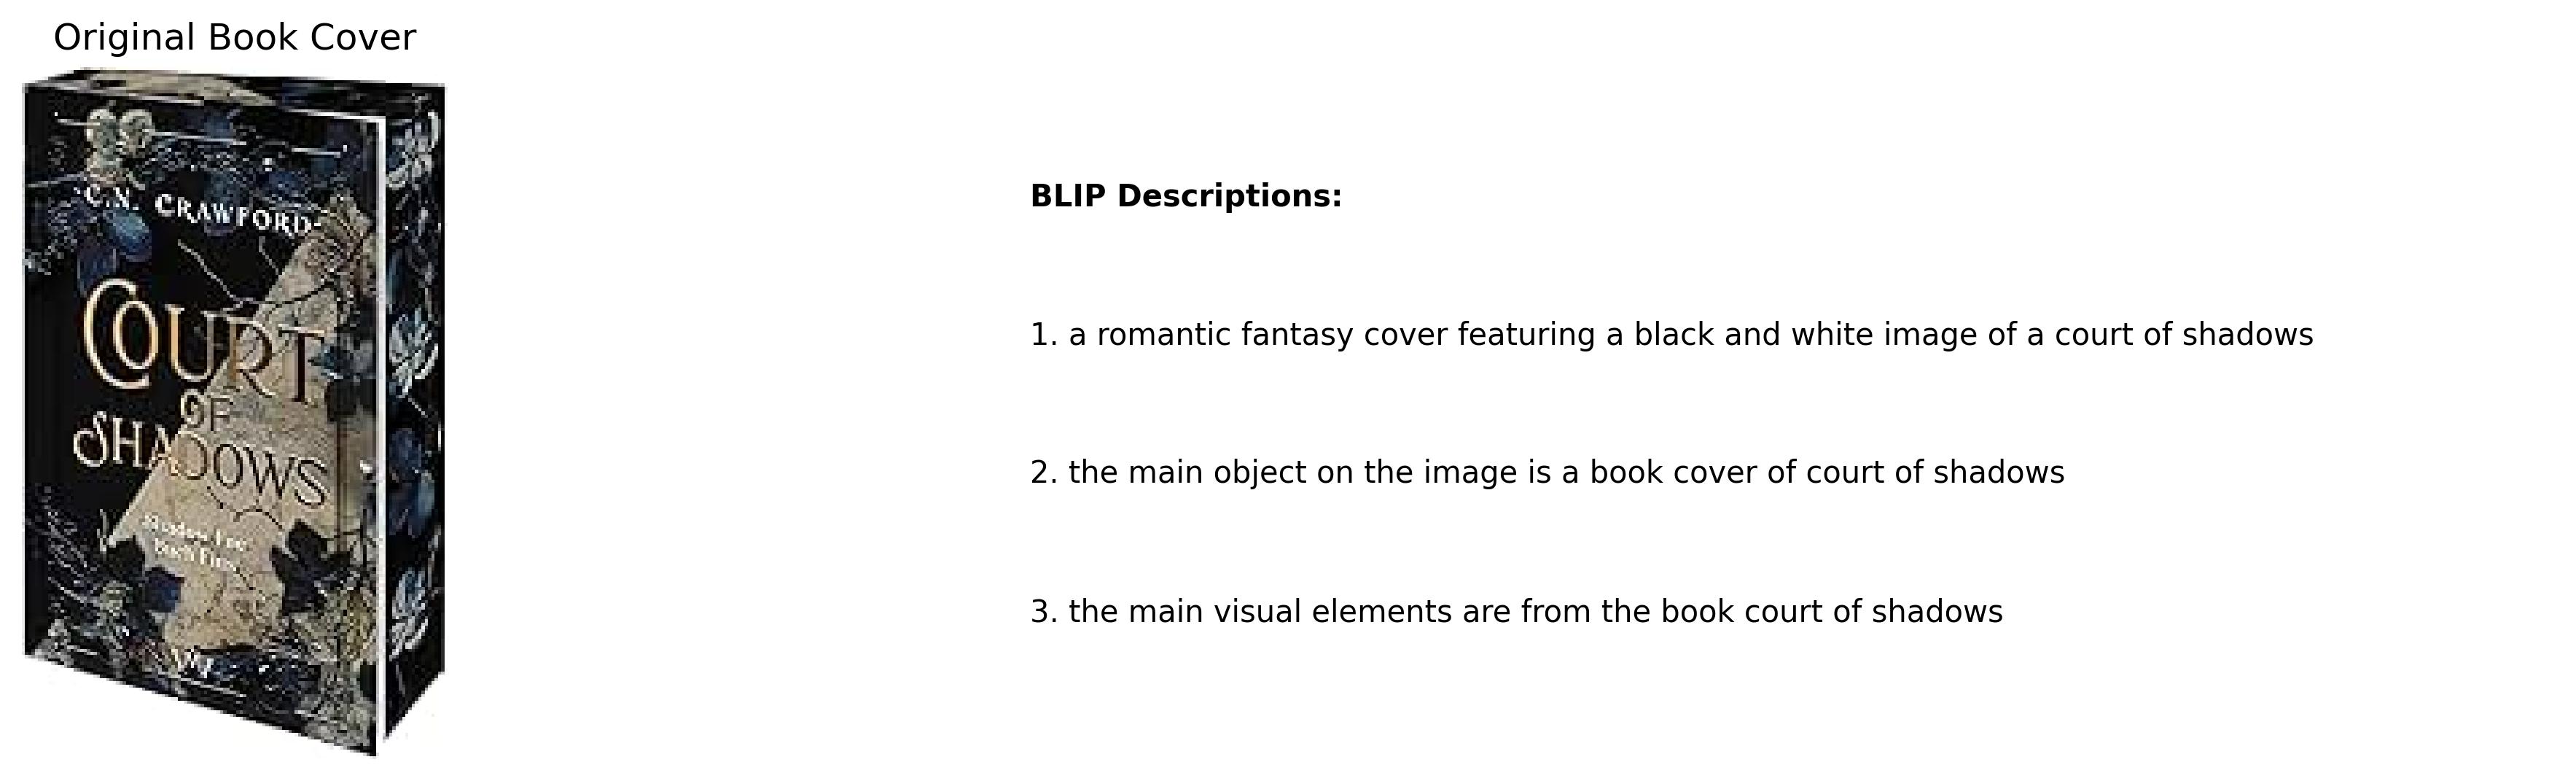 Original Book Cover
C.N. CRAWFORD
COURT
OF
SHADOWS
BLIP Descriptions:
1. a romantic fantasy cover featuring a black and white image of a court of shadows
2. the main object on the image is a book cover of court of shadows
3. the main visual elements are from the book court of shadows